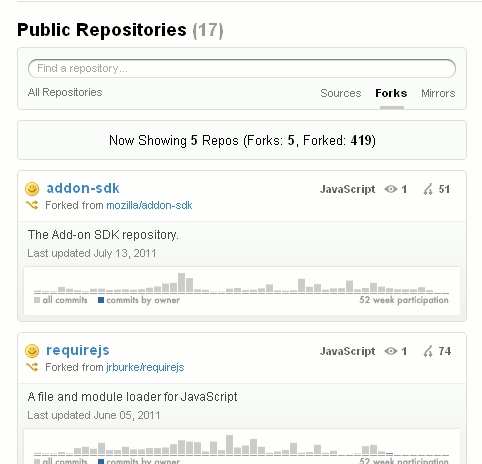 Public Repositories (17)
Find a repository...
All Repositories
Sources Forks Mirrors
Now Showing 5 Repos (Forks: 5, Forked: 419)
addon-sdk JavaScript 1 51
Forked from mozilla/addon-sdk
The Add-on SDK repository.
Last updated July 13, 2011
all commits commits by owner 52 week participation
requirejs JavaScript 1 74
Forked from jrburke/requirejs
A file and module loader for JavaScript
Last updated June 05, 2011
all commits commits by owner 52 week participation